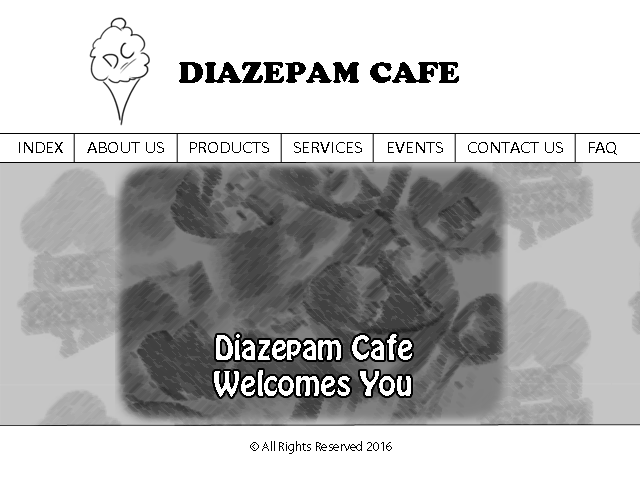 DC
DIAZEPAM CAFE
INDEX
ABOUT US
PRODUCTS
SERVICES
EVENTS
CONTACT US
FAQ
Diazepam Cafe
Welcomes You
© All Rights Reserved 2016